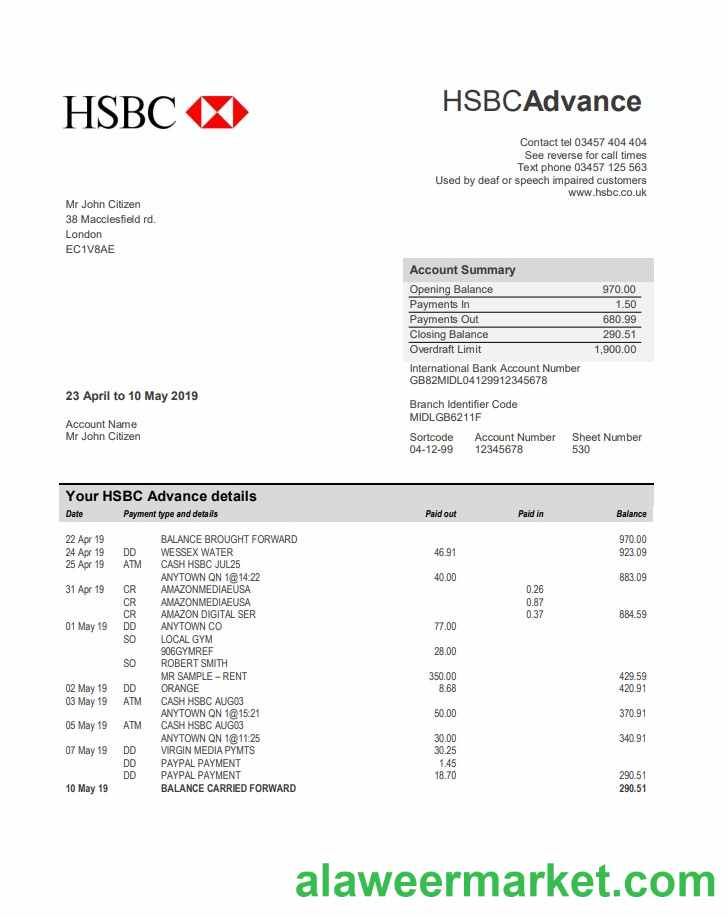 HSBC
HSBCAdvance
Contact tel 03457 404 404
See reverse for call times
Text phone 03457 125 563
Used by deaf or speech impaired customers
www.hsbc.co.uk
Mr John Citizen
38 Macclesfield rd.
London
EC1V8AE
Account Summary
Opening Balance 970.00
Payments In 1.50
Payments Out 680.99
Closing Balance 290.51
Overdraft Limit 1,900.00
International Bank Account Number
GB82MIDL04129912345678
23 April to 10 May 2019
Branch Identifier Code
MIDLGB6211F
Account Name
Mr John Citizen
Sortcode Account Number Sheet Number
04-12-99 12345678 530
Your HSBC Advance details
Date Payment type and details Paid out Paid in Balance
22 Apr 19 BALANCE BROUGHT FORWARD 970.00
24 Apr 19 DD WESSEX WATER 46.91 923.09
25 Apr 19 ATM CASH HSBC JUL25
ANYTOWN QN 1@14:22 40.00 883.09
31 Apr 19 CR AMAZONMEDIAEUSA 0.26
CR AMAZONMEDIAEUSA 0.87
CR AMAZON DIGITAL SER 0.37 884.59
01 May 19 DD ANYTOWN CO 77.00
SO LOCAL GYM
906GYMREF 28.00
SO ROBERT SMITH
MR SAMPLE – RENT 350.00 429.59
02 May 19 DD ORANGE 8.68 420.91
03 May 19 ATM CASH HSBC AUG03
ANYTOWN QN 1@15:21 50.00 370.91
05 May 19 ATM CASH HSBC AUG03
ANYTOWN QN 1@11:25 30.00 340.91
07 May 19 DD VIRGIN MEDIA PYMTS 30.25
DD PAYPAL PAYMENT 1.45
DD PAYPAL PAYMENT 18.70 290.51
10 May 19 BALANCE CARRIED FORWARD 290.51
alaweermarket.com